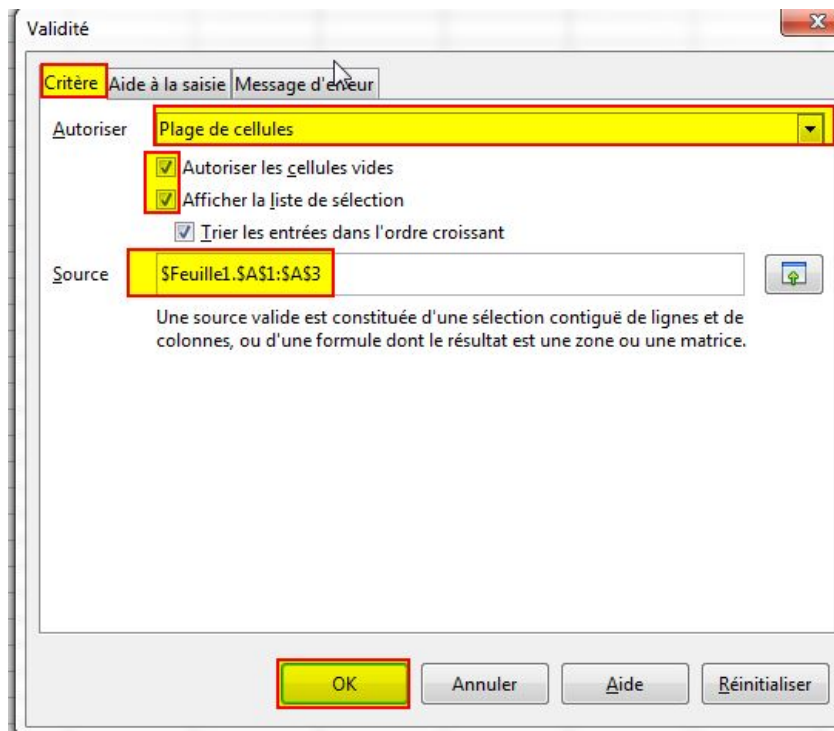 Validité
Critère Aide à la saisie Message d'erreur
Autoriser Plage de cellules
Autoriser les cellules vides
Afficher la liste de sélection
Trier les entrées dans l'ordre croissant
Source $Feuille1.$A$1:$A$3
Une source valide est constituée d'une sélection contiguë de lignes et de
colonnes, ou d'une formule dont le résultat est une zone ou une matrice.
OK Annuler Aide Réinitialiser